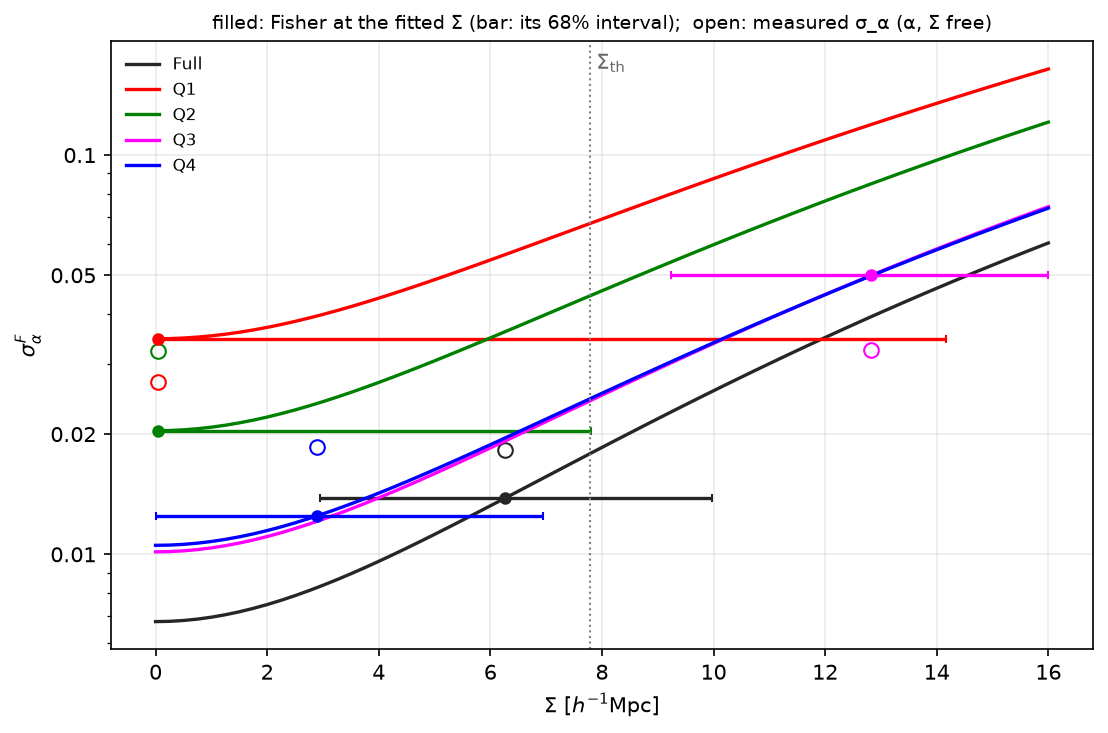 filled: Fisher at the fitted Σ (bar: its 68% interval);  open: measured σ_α (α, Σ free)
Σth
Full
Q1
Q2
Q3
Q4
0.1
0.05
0.02
0.01
σ^F_α
0 2 4 6 8 10 12 14 16
Σ [h⁻¹Mpc]